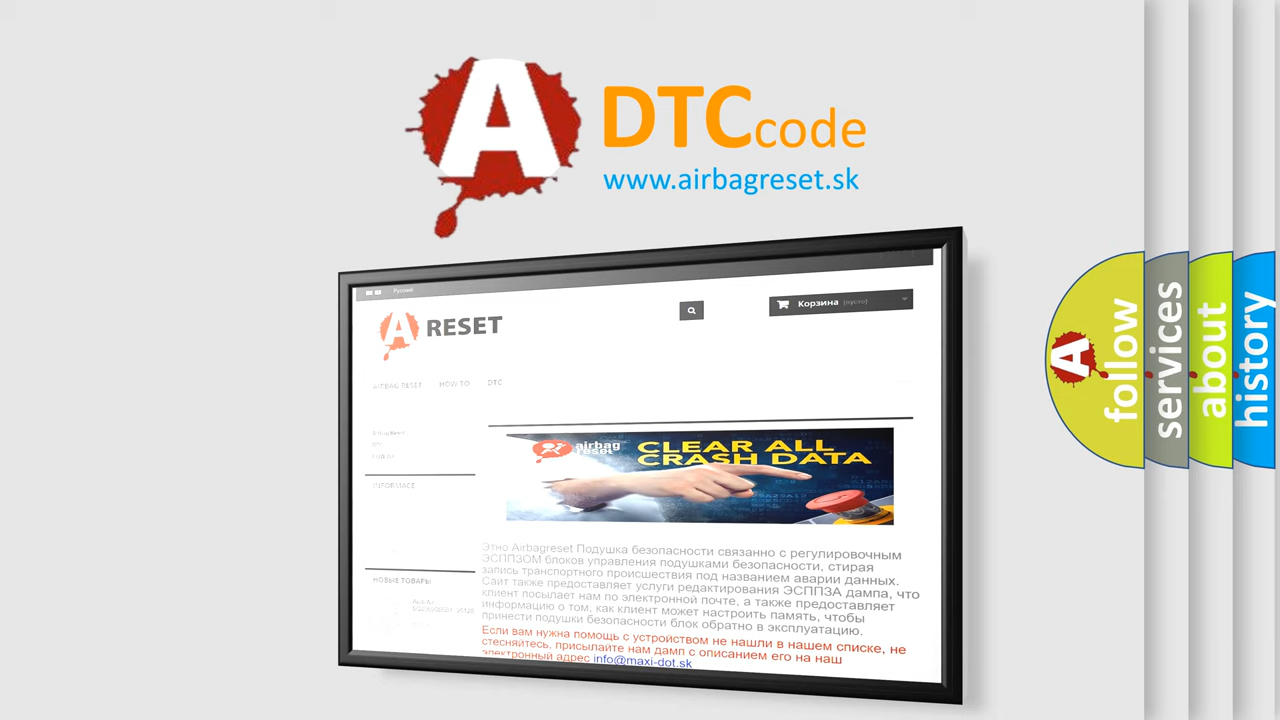 A
DTCcode
www.airbagreset.sk
Русский
Корзина (пусто)
A RESET
AIRBAG RESET HOW TO DTC
Airbag Reset
DTC
INFORMACE
airbag
reset
CLEAR ALL
CRASH DATA
Этно Airbagreset Подушка безопасности связанно с регулировочным
ЭСППЗОМ блоков управления подушками безопасности, стирая
запись транспортного происшествия под названием аварии данных.
Сайт также предоставляет услуги редактирования ЭСППЗА дампа, что
клиент посылает нам по электронной почте, а также предоставляет
информацию о том, как клиент может настроить память, чтобы
принести подушки безопасности блок обратно в эксплуатацию.
Если вам нужна помощь с устройством не нашли в нашем списке, не
стесняйтесь, присылайте нам дамп с описанием его на наш
электронный адрес info@maxi-dot.sk
НОВЫЕ ТОВАРЫ
A
follow
services
about
history